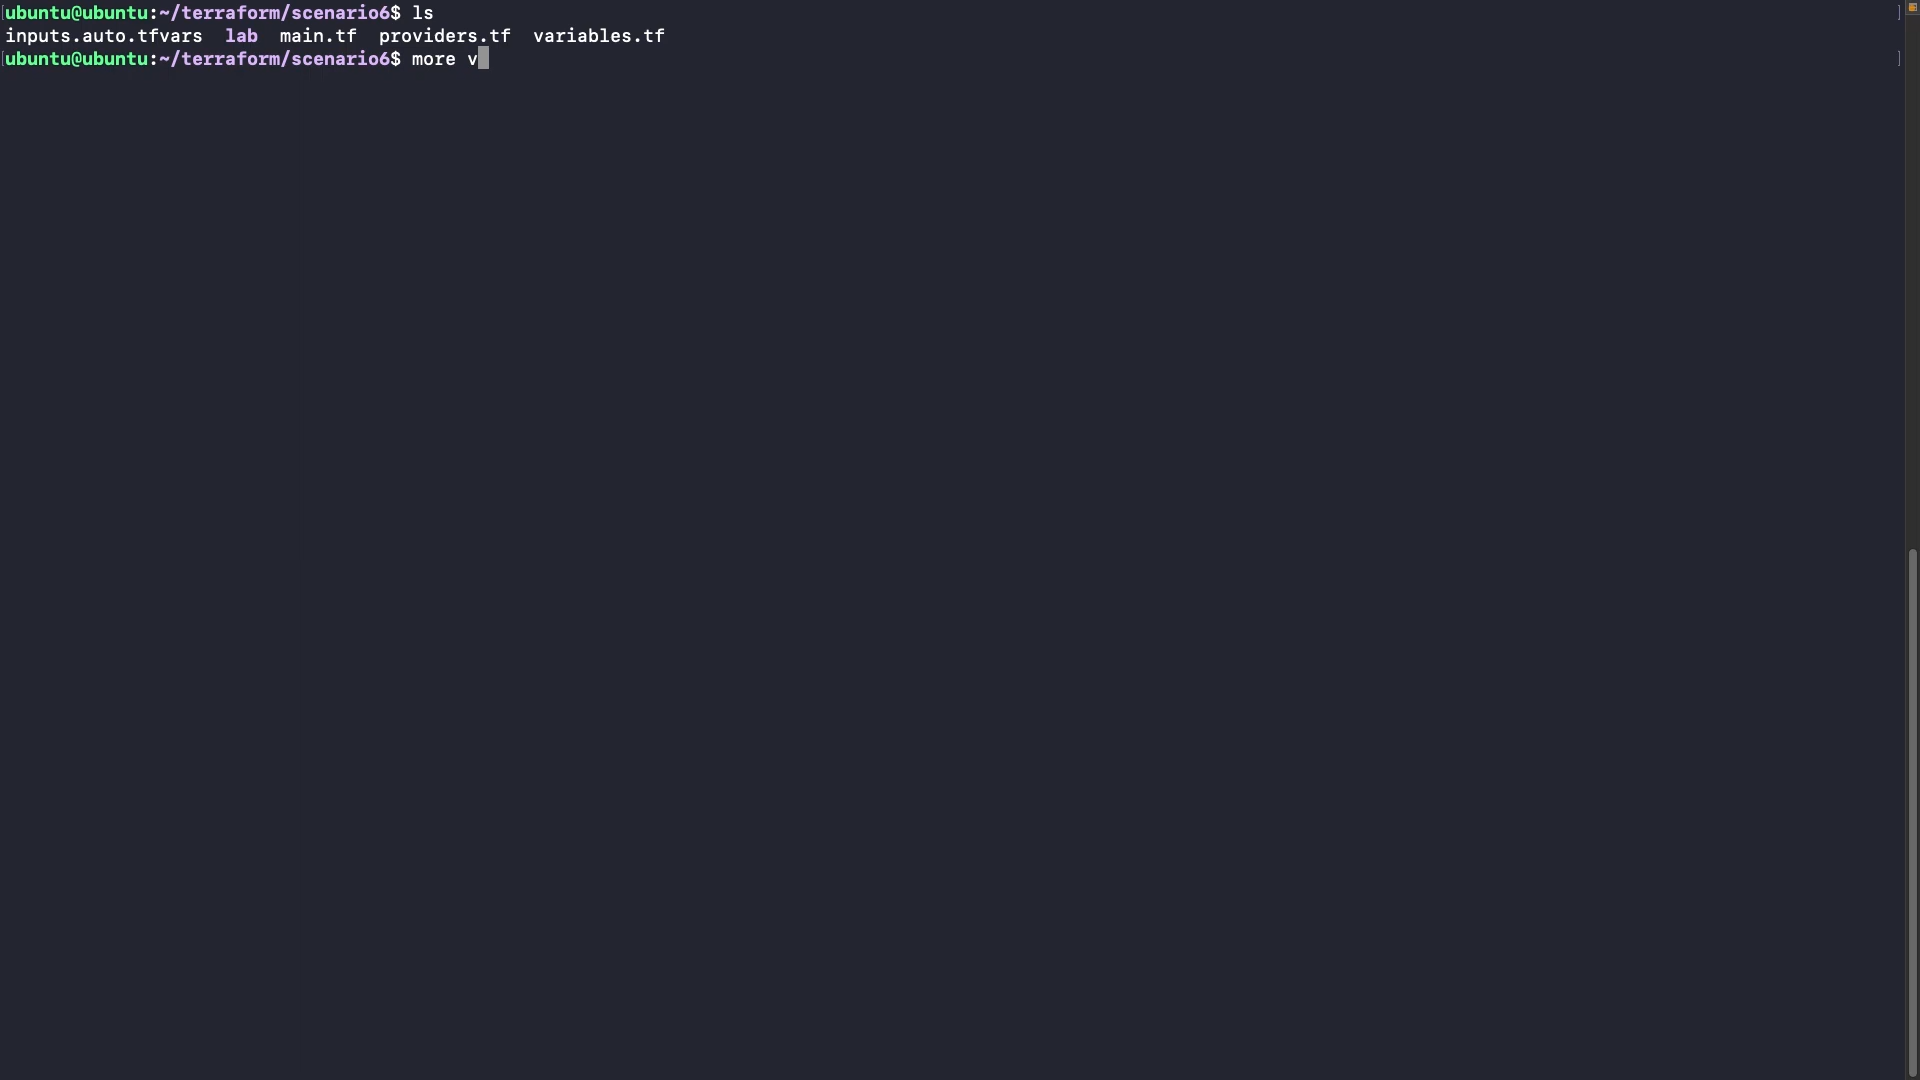 [ubuntu@ubuntu:~/terraform/scenario6$ ls ]
inputs.auto.tfvars  lab  main.tf  providers.tf  variables.tf
[ubuntu@ubuntu:~/terraform/scenario6$ more v ]